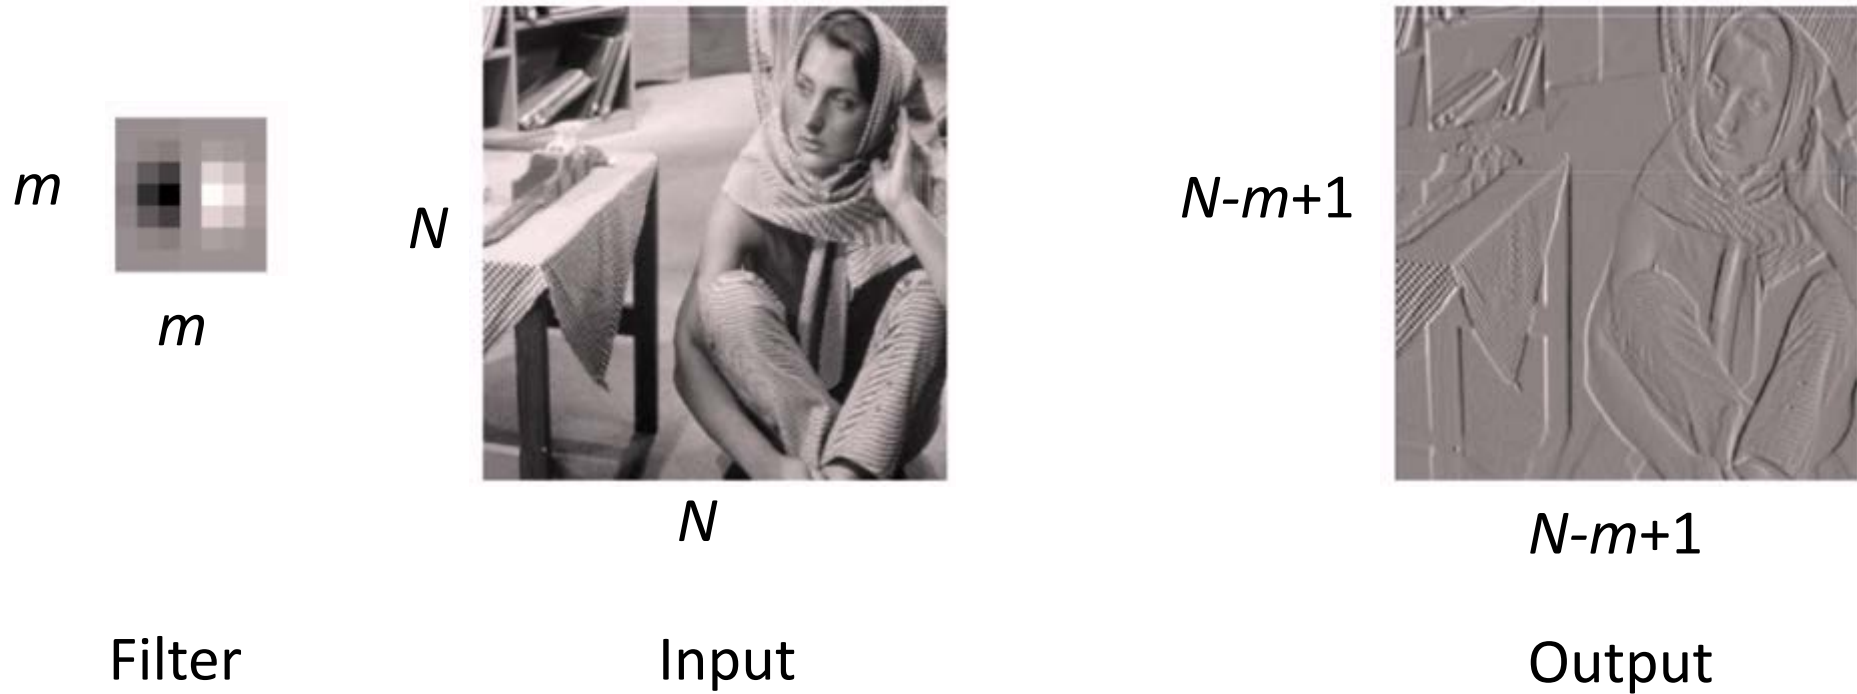 m
m
Filter
N
N
Input
N-m+1
N-m+1
Output